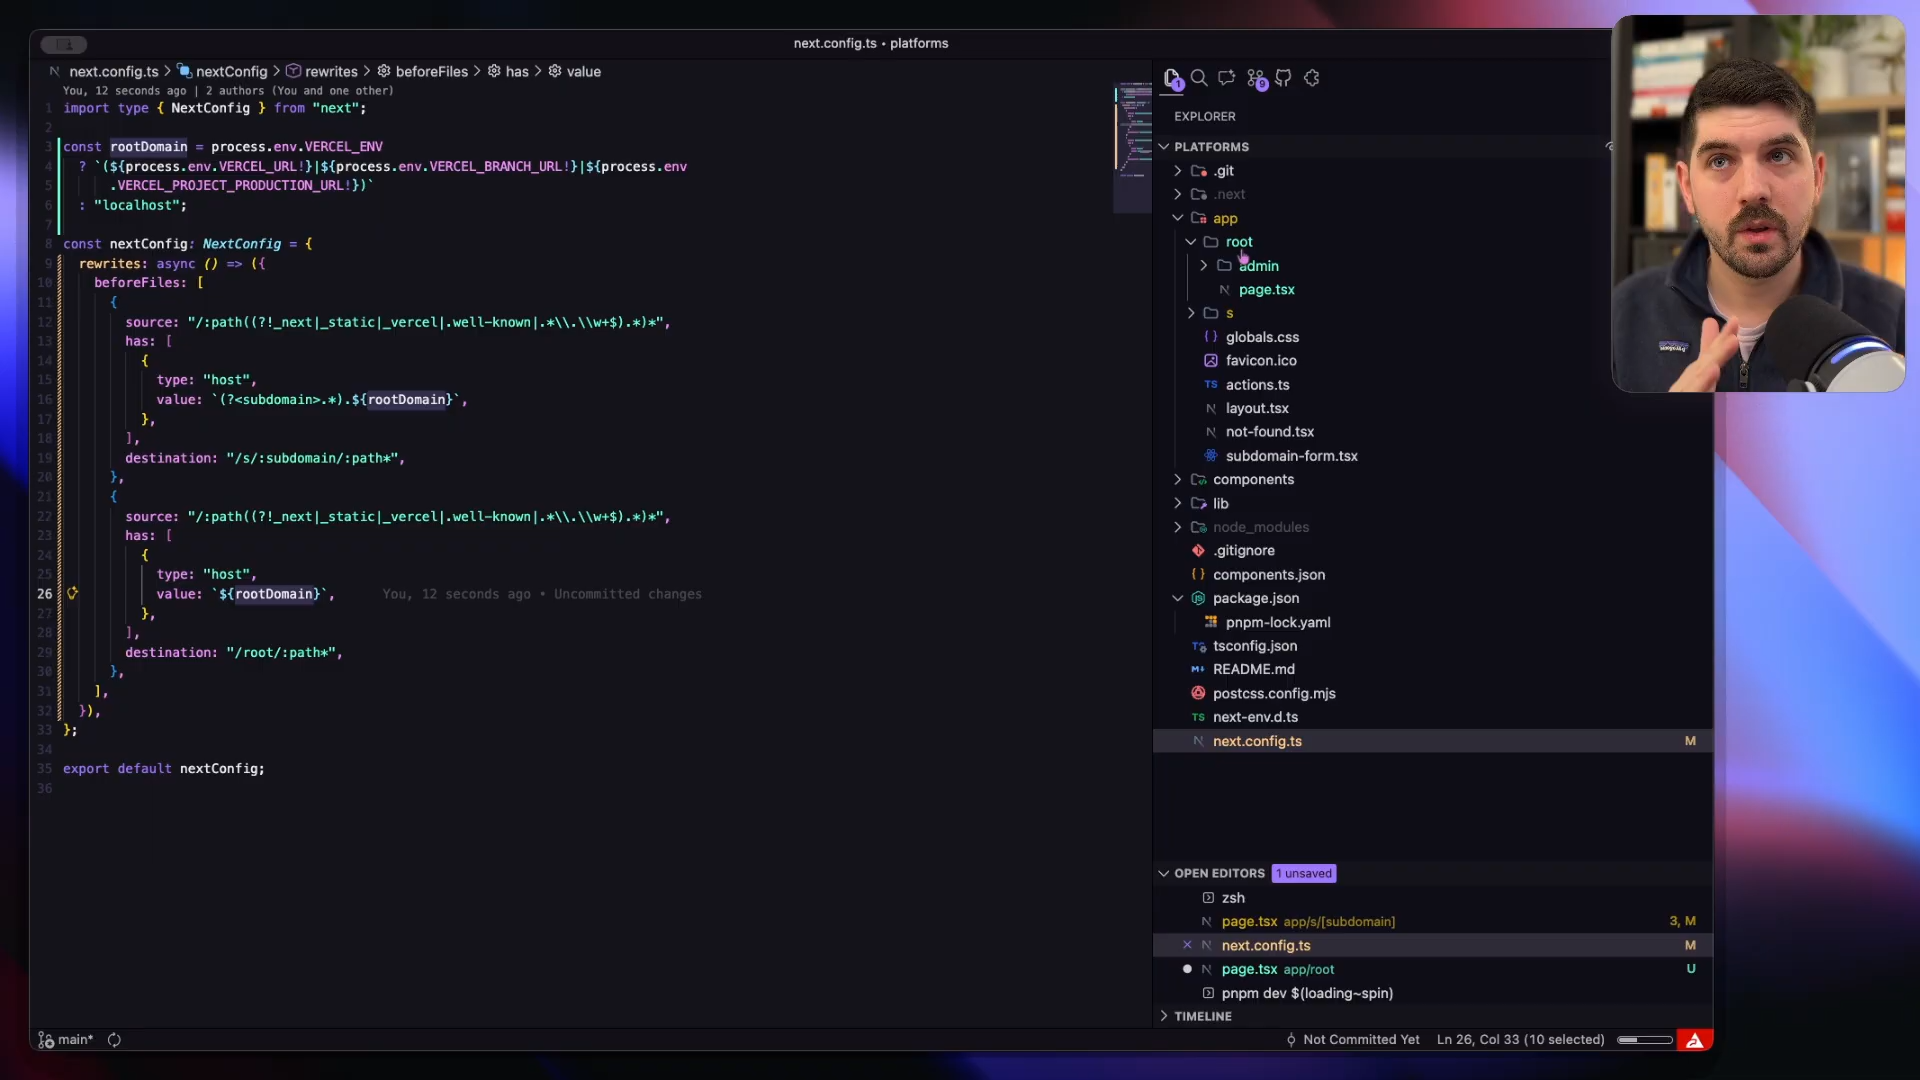 next.config.ts • platforms
next.config.ts > nextConfig > rewrites > beforeFiles > has > value
You, 12 seconds ago | 2 authors (You and one other)
1 import type { NextConfig } from "next";
2
3 const rootDomain = process.env.VERCEL_ENV
4 ? `(${process.env.VERCEL_URL!}|${process.env.VERCEL_BRANCH_URL!}|${process.env
5 .VERCEL_PROJECT_PRODUCTION_URL!})`
6 : "localhost";
7
8 const nextConfig: NextConfig = {
9 rewrites: async () => ({
10 beforeFiles: [
11 {
12 source: "/:path((?!_next|_static|_vercel|.well-known|.*\\.\\w+$).*)*",
13 has: [
14 {
15 type: "host",
16 value: `(?<subdomain>.*).${rootDomain}`,
17 },
18 ],
19 destination: "/s/:subdomain/:path*",
20 },
21 {
22 source: "/:path((?!_next|_static|_vercel|.well-known|.*\\.\\w+$).*)*",
23 has: [
24 {
25 type: "host",
26 value: `${rootDomain}`, You, 12 seconds ago • Uncommitted changes
27 },
28 ],
29 destination: "/root/:path*",
30 },
31 ],
32 }),
33 };
34
35 export default nextConfig;
36
1
9
EXPLORER
PLATFORMS
.git
.next
app
root
admin
page.tsx
s
globals.css
favicon.ico
TS actions.ts
layout.tsx
not-found.tsx
subdomain-form.tsx
components
lib
node_modules
.gitignore
components.json
package.json
pnpm-lock.yaml
tsconfig.json
README.md
postcss.config.mjs
TS next-env.d.ts
next.config.ts M
OPEN EDITORS 1 unsaved
zsh
page.tsx app/s/[subdomain] 3, M
next.config.ts M
page.tsx app/root U
pnpm dev $(loading~spin)
TIMELINE
main* Not Committed Yet Ln 26, Col 33 (10 selected)